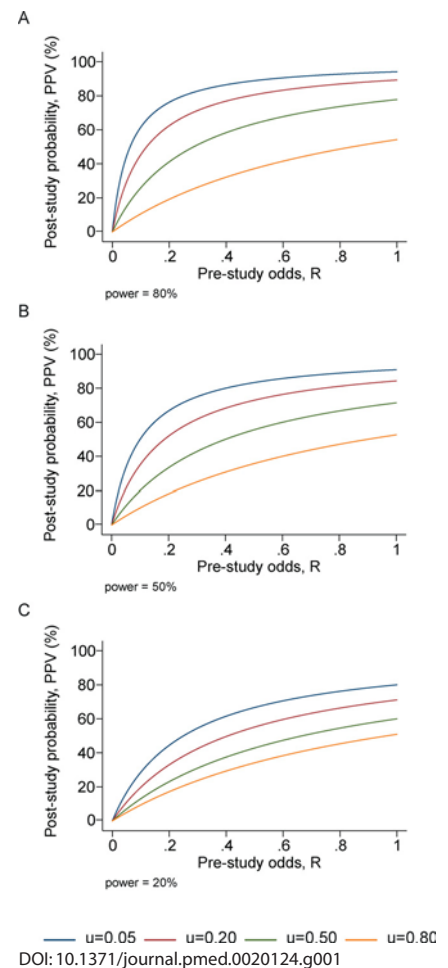 A
Post-study probability, PPV (%)
100
80
60
40
20
0
0 .2 .4 .6 .8 1
Pre-study odds, R
power = 80%
B
Post-study probability, PPV (%)
100
80
60
40
20
0
0 .2 .4 .6 .8 1
Pre-study odds, R
power = 50%
C
Post-study probability, PPV (%)
100
80
60
40
20
0
0 .2 .4 .6 .8 1
Pre-study odds, R
power = 20%
u=0.05 u=0.20 u=0.50 u=0.80
DOI: 10.1371/journal.pmed.0020124.g001